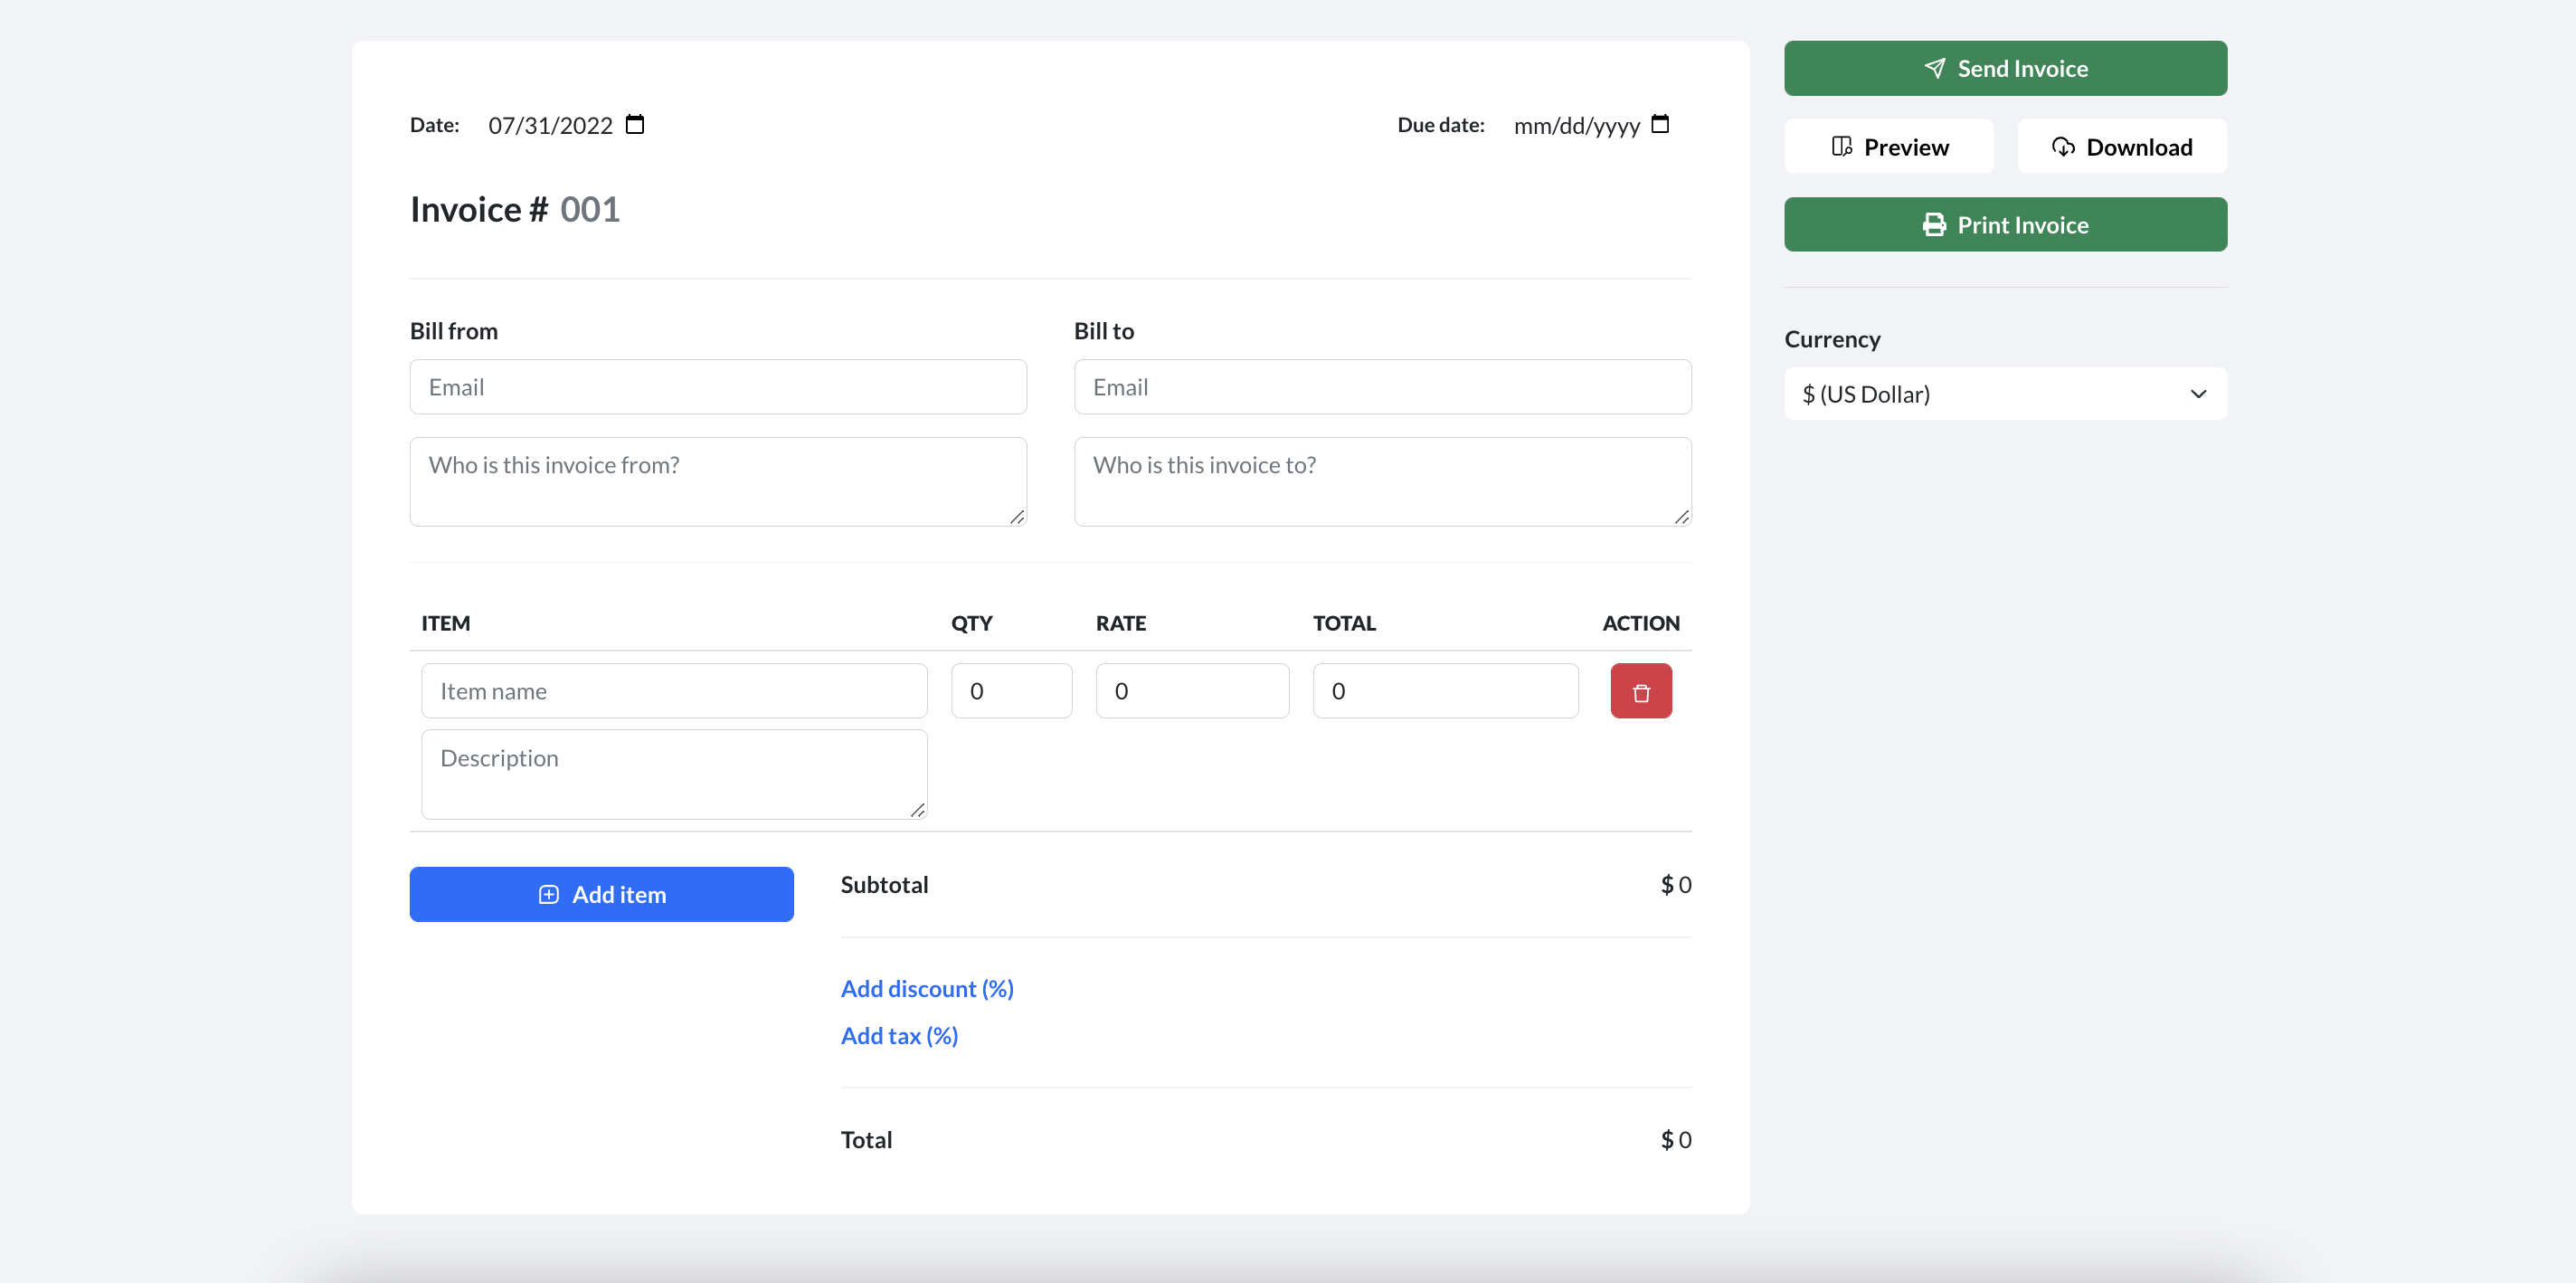 Date: 07/31/2022
Due date: mm/dd/yyyy
Invoice # 001
Bill from
Bill to
Email
Email
Who is this invoice from?
Who is this invoice to?
ITEM QTY RATE TOTAL ACTION
Item name 0 0 0
Description
Add item
Subtotal $ 0
Add discount (%)
Add tax (%)
Total $ 0
Send Invoice
Preview
Download
Print Invoice
Currency
$ (US Dollar)